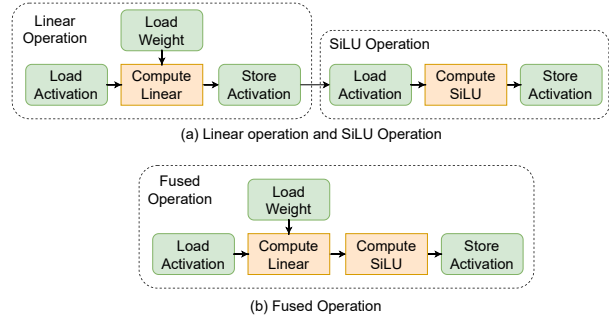 Linear
Operation
Load
Weight
SiLU Operation
Load
Activation
Compute
Linear
Store
Activation
Load
Activation
Compute
SiLU
Store
Activation
(a) Linear operation and SiLU Operation
Fused
Operation
Load
Weight
Load
Activation
Compute
Linear
Compute
SiLU
Store
Activation
(b) Fused Operation